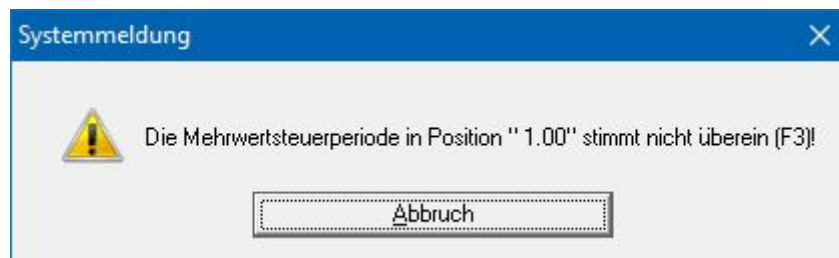 Systemmeldung
Die Mehrwertsteuerperiode in Position " 1.00" stimmt nicht überein (F3)!
Abbruch